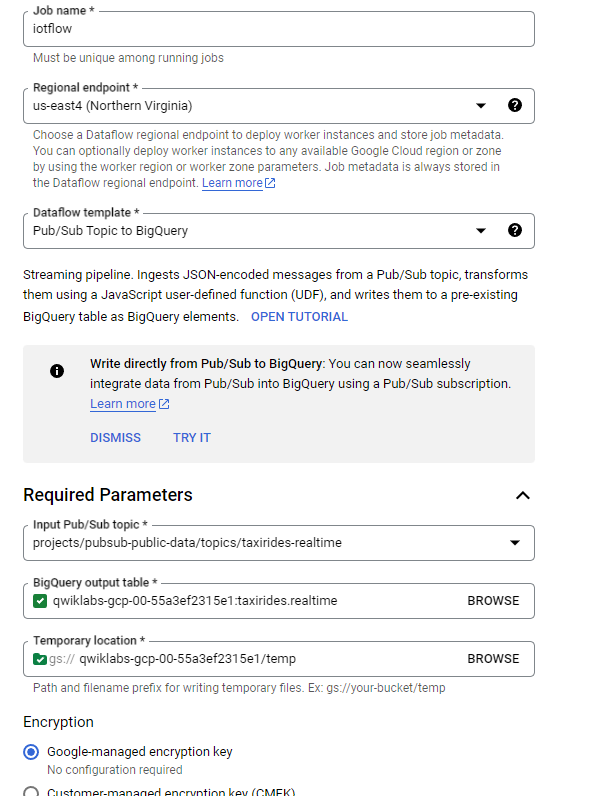 Job name *
iotflow
Must be unique among running jobs
Regional endpoint *
us-east4 (Northern Virginia)
Choose a Dataflow regional endpoint to deploy worker instances and store job metadata.
You can optionally deploy worker instances to any available Google Cloud region or zone
by using the worker region or worker zone parameters. Job metadata is always stored in
the Dataflow regional endpoint. Learn more
Dataflow template *
Pub/Sub Topic to BigQuery
Streaming pipeline. Ingests JSON-encoded messages from a Pub/Sub topic, transforms
them using a JavaScript user-defined function (UDF), and writes them to a pre-existing
BigQuery table as BigQuery elements. OPEN TUTORIAL
Write directly from Pub/Sub to BigQuery: You can now seamlessly
integrate data from Pub/Sub into BigQuery using a Pub/Sub subscription.
Learn more
DISMISS TRY IT
Required Parameters
Input Pub/Sub topic *
projects/pubsub-public-data/topics/taxirides-realtime
BigQuery output table *
qwiklabs-gcp-00-55a3ef2315e1:taxirides.realtime BROWSE
Temporary location *
gs:// qwiklabs-gcp-00-55a3ef2315e1/temp BROWSE
Path and filename prefix for writing temporary files. Ex: gs://your-bucket/temp
Encryption
Google-managed encryption key
No configuration required
Customer-managed encryption key (CMEK)